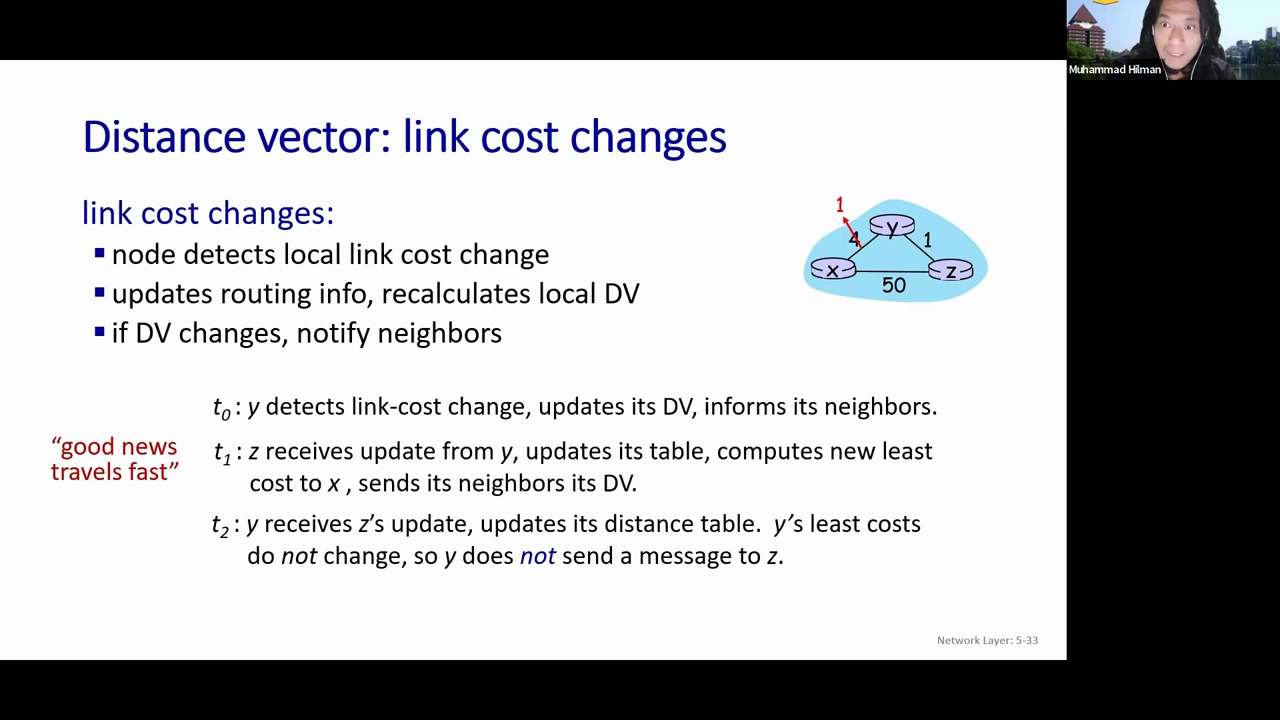 Muhammad Hilman
Distance vector: link cost changes
link cost changes:
▪ node detects local link cost change
▪ updates routing info, recalculates local DV
▪ if DV changes, notify neighbors
1
4
y
1
x
z
50
“good news
travels fast”
t0 : y detects link-cost change, updates its DV, informs its neighbors.
t1 : z receives update from y, updates its table, computes new least
cost to x , sends its neighbors its DV.
t2 : y receives z’s update, updates its distance table. y’s least costs
do not change, so y does not send a message to z.
Network Layer: 5-33